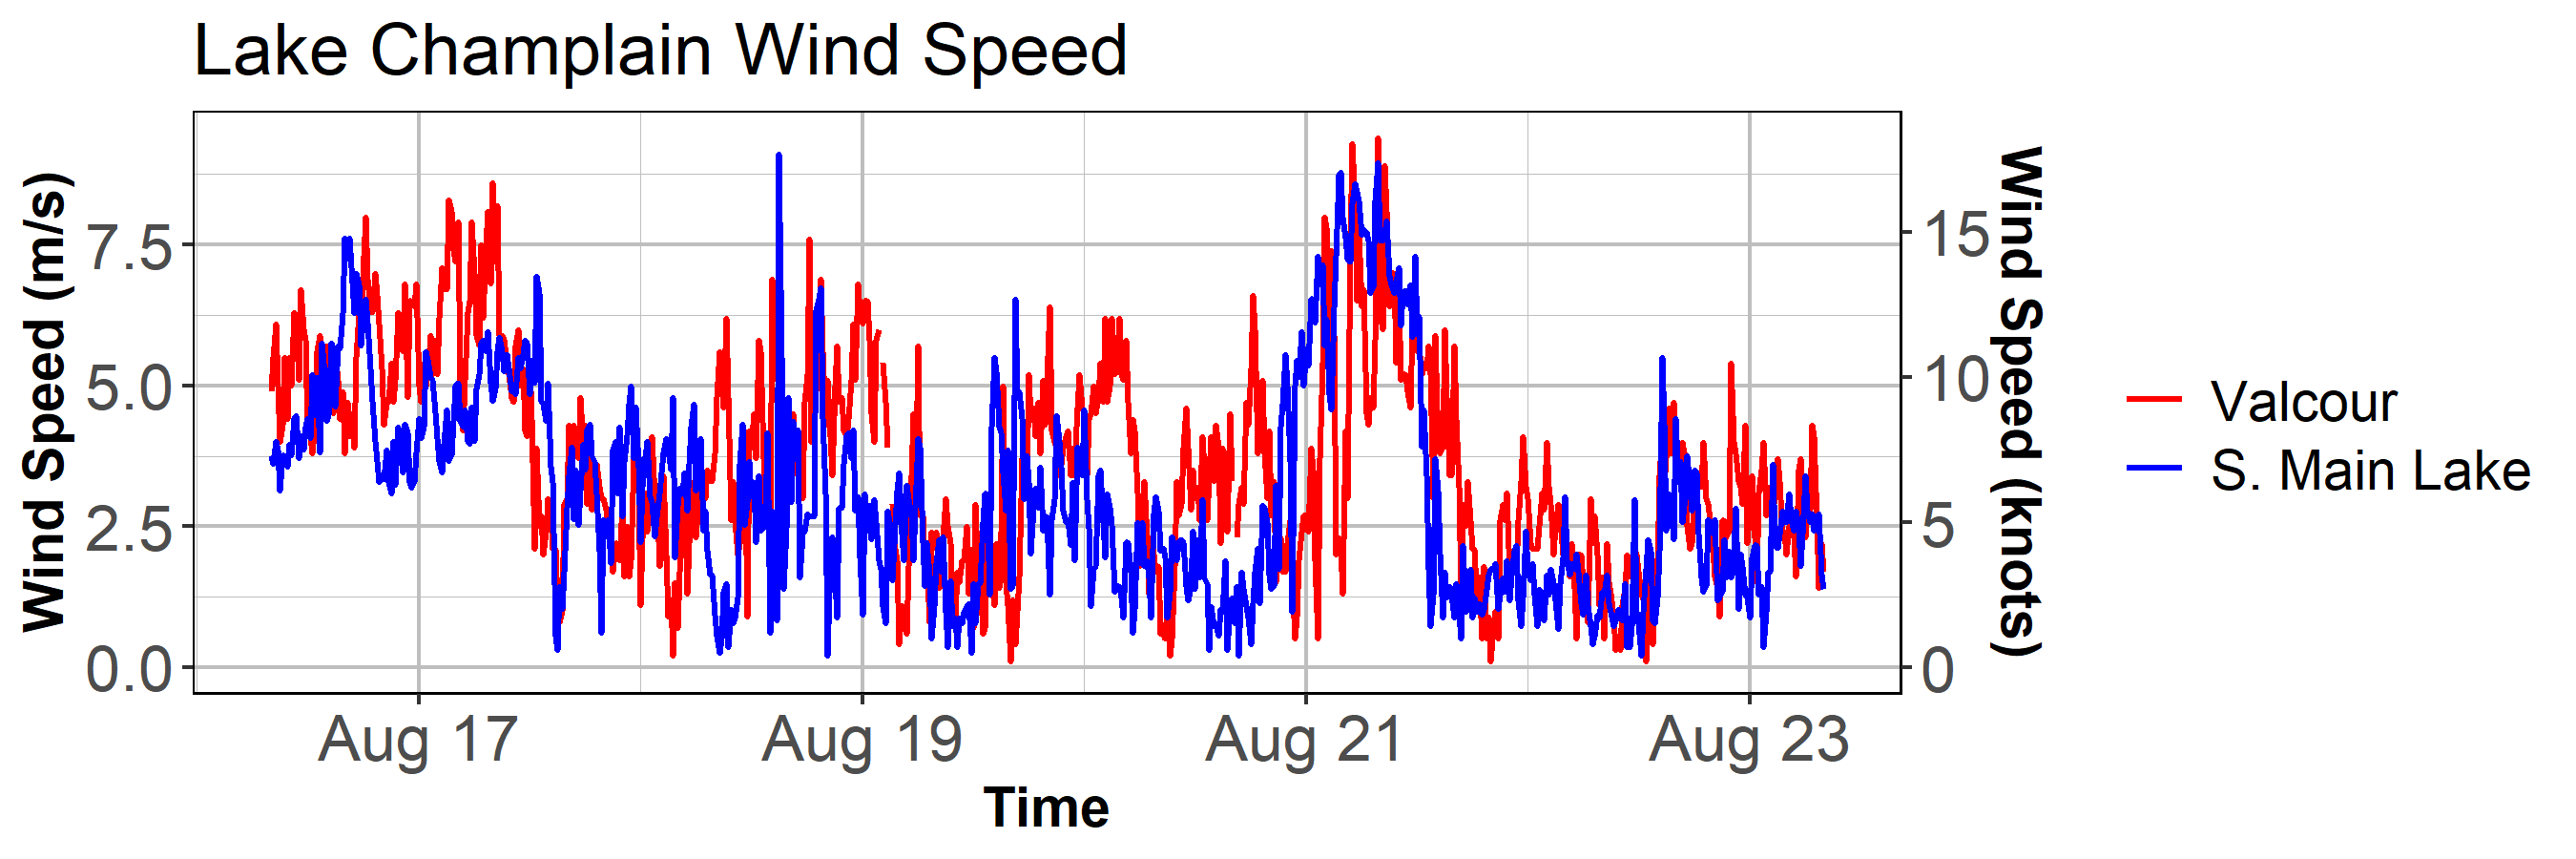 Lake Champlain Wind Speed
Wind Speed (m/s)
7.5
5.0
2.5
0.0
15
10
5
0
Wind Speed (knots)
Aug 17
Aug 19
Aug 21
Aug 23
Time
Valcour
S. Main Lake